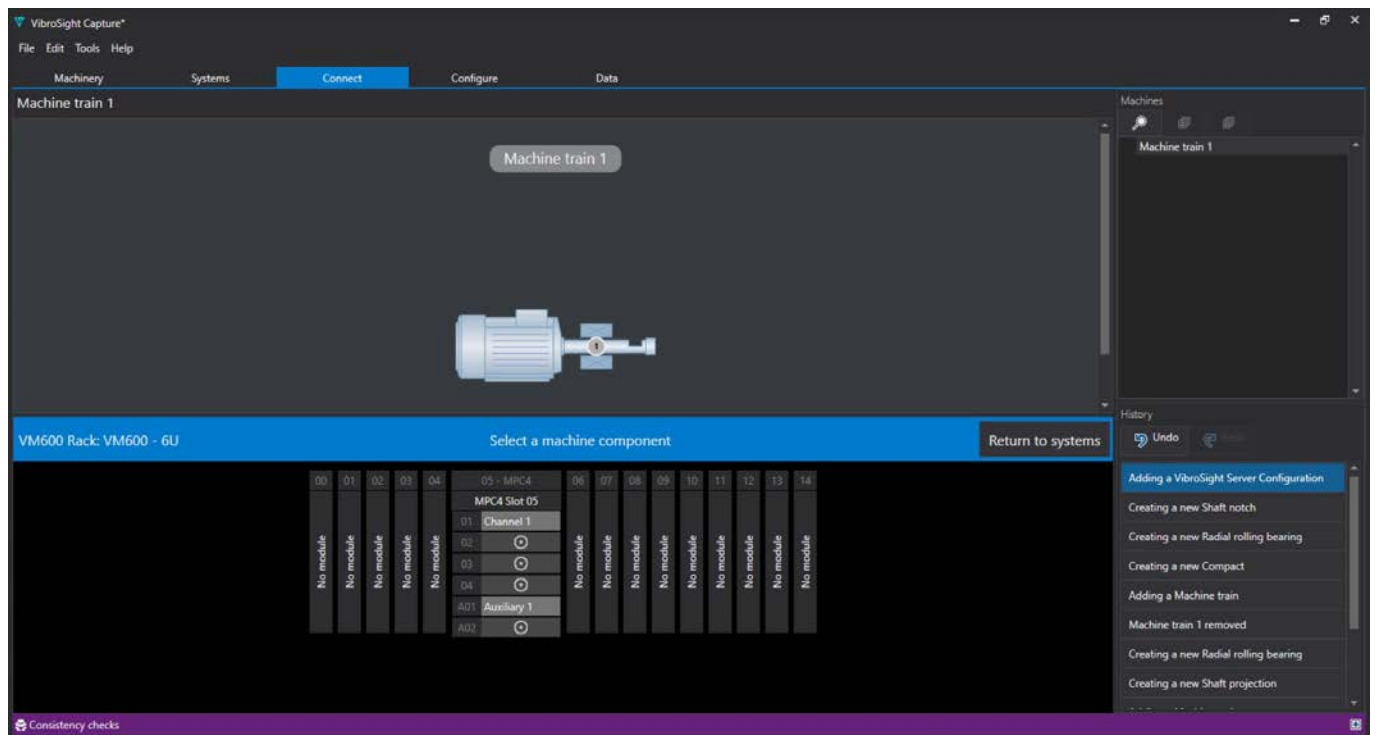 VibroSight Capture*
File Edit Tools Help
Machinery Systems Connect Configure Data
Machine train 1
Machine train 1
1
Machines
Machine train 1
VM600 Rack: VM600 - 6U
Select a machine component
Return to systems
00 01 02 03 04 05 - MPC4 06 07 08 09 10 11 12 13 14
MPC4 Slot 05
01 Channel 1
02
03
04
A01 Auxiliary 1
A02
No module
No module
No module
No module
No module
No module
No module
No module
No module
No module
No module
No module
No module
No module
History
Undo
Adding a VibroSight Server Configuration
Creating a new Shaft notch
Creating a new Radial rolling bearing
Creating a new Compact
Adding a Machine train
Machine train 1 removed
Creating a new Radial rolling bearing
Creating a new Shaft projection
Consistency checks